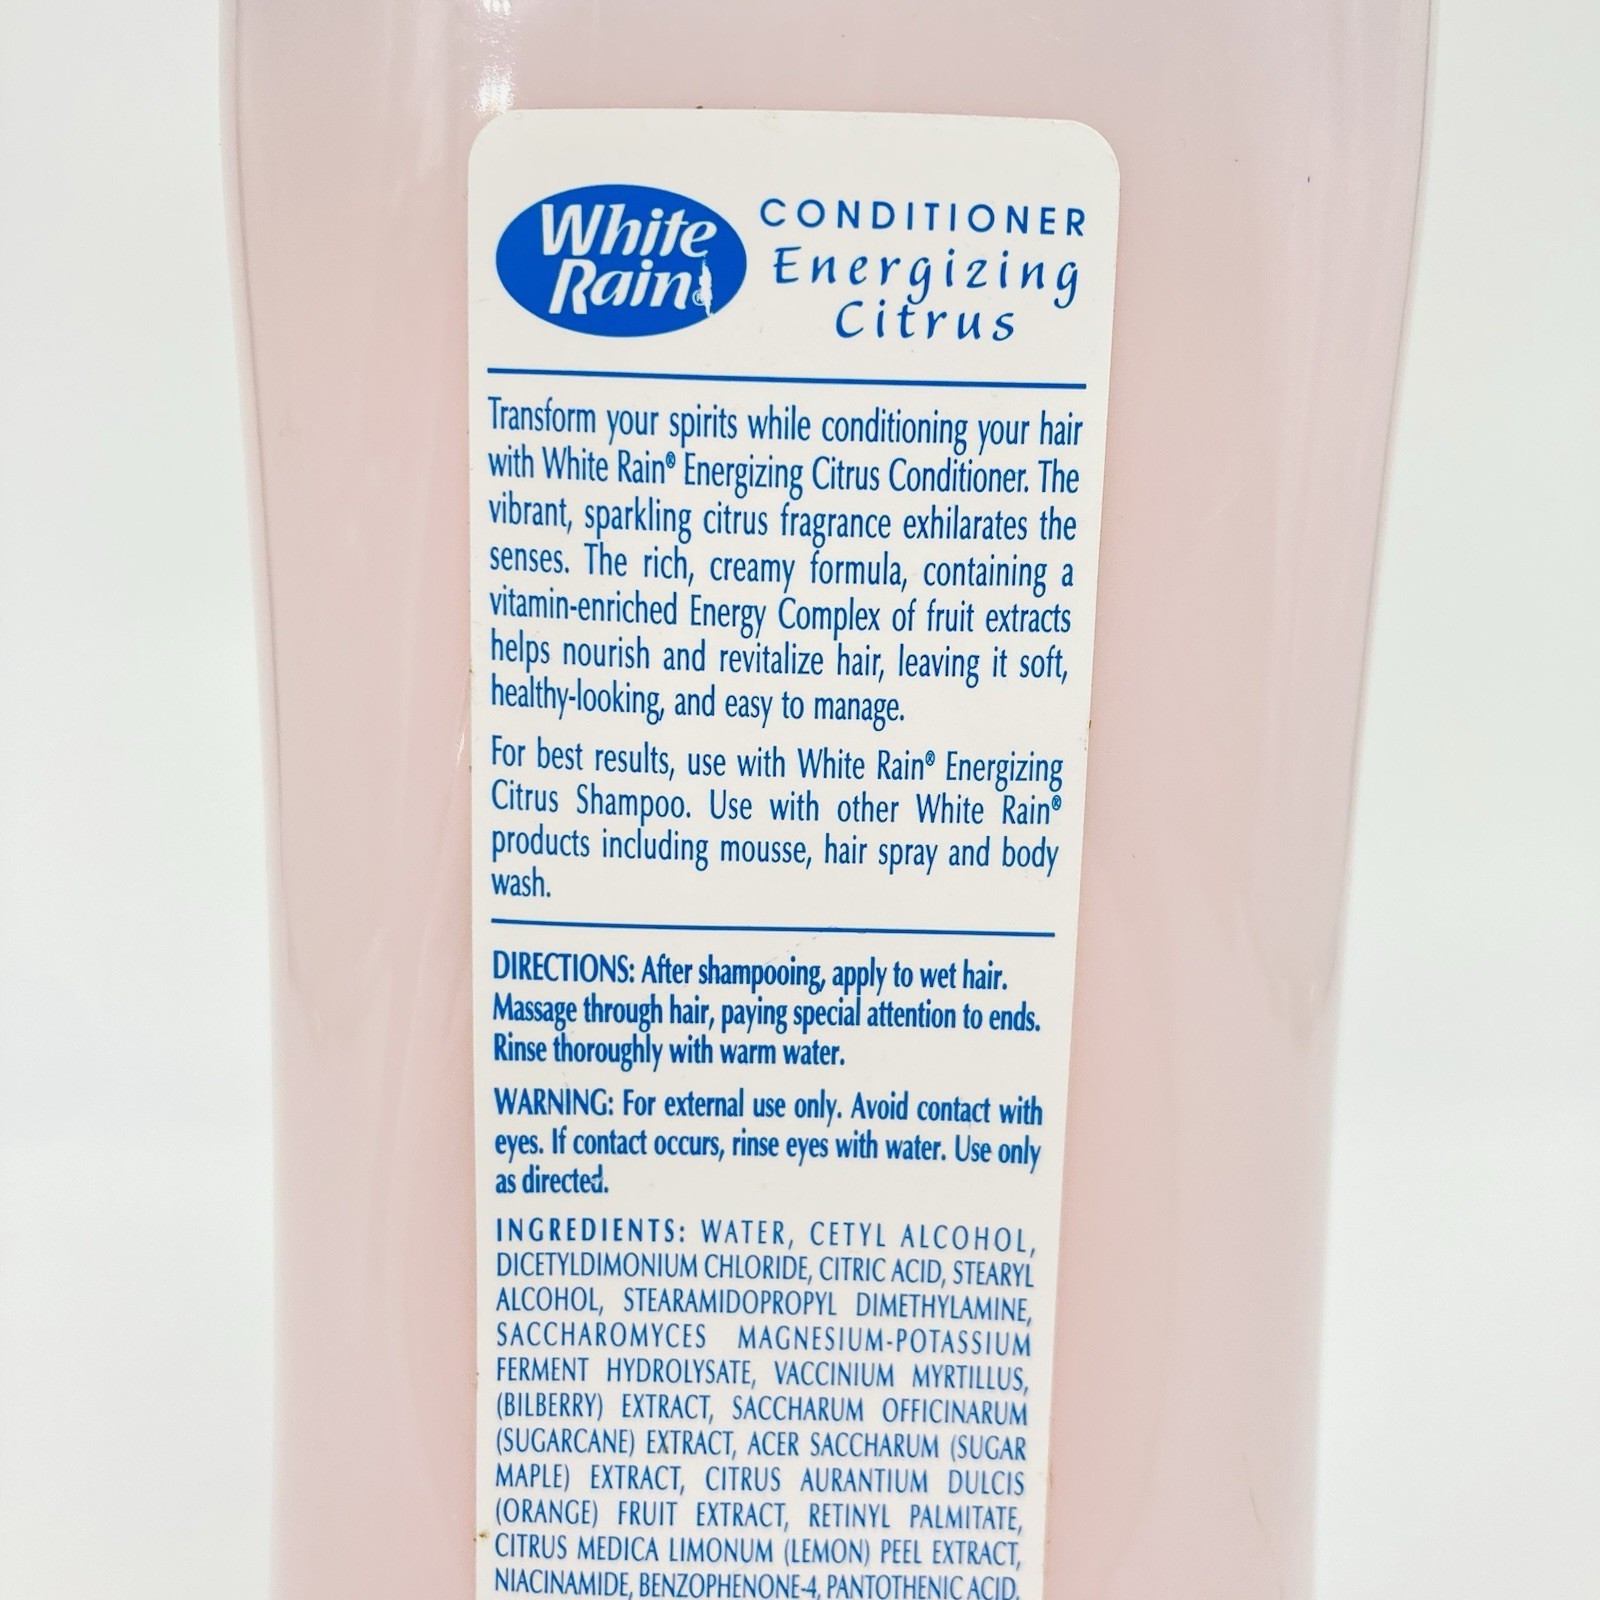 White
Rain
CONDITIONER
Energizing
Citrus
Transform your spirits while conditioning your hair
with White Rain® Energizing Citrus Conditioner. The
vibrant, sparkling citrus fragrance exhilarates the
senses. The rich, creamy formula, containing a
vitamin-enriched Energy Complex of fruit extracts
helps nourish and revitalize hair, leaving it soft,
healthy-looking, and easy to manage.
For best results, use with White Rain® Energizing
Citrus Shampoo. Use with other White Rain®
products including mousse, hair spray and body
wash.
DIRECTIONS: After shampooing, apply to wet hair.
Massage through hair, paying special attention to ends.
Rinse thoroughly with warm water.
WARNING: For external use only. Avoid contact with
eyes. If contact occurs, rinse eyes with water. Use only
as directed.
INGREDIENTS: WATER, CETYL ALCOHOL,
DICETYLDIMONIUM CHLORIDE, CITRIC ACID, STEARYL
ALCOHOL, STEARAMIDOPROPYL DIMETHYLAMINE,
SACCHAROMYCES MAGNESIUM-POTASSIUM
FERMENT HYDROLYSATE, VACCINIUM MYRTILLUS,
(BILBERRY) EXTRACT, SACCHARUM OFFICINARUM
(SUGARCANE) EXTRACT, ACER SACCHARUM (SUGAR
MAPLE) EXTRACT, CITRUS AURANTIUM DULCIS
(ORANGE) FRUIT EXTRACT, RETINYL PALMITATE,
CITRUS MEDICA LIMONUM (LEMON) PEEL EXTRACT,
NIACINAMIDE, BENZOPHENONE-4, PANTOTHENIC ACID,